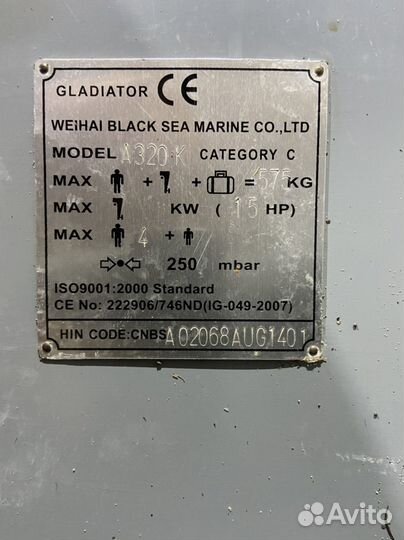 GLADIATOR CE
WEIHAI BLACK SEA MARINE CO.,LTD
MODEL A320 K CATEGORY C
MAX + + = 575 KG
MAX KW ( 15 HP)
MAX 4 +
250 mbar
ISO9001:2000 Standard
CE No: 222906/746ND(IG-049-2007)
HIN CODE:CNBSA02068AUG1401
Avito